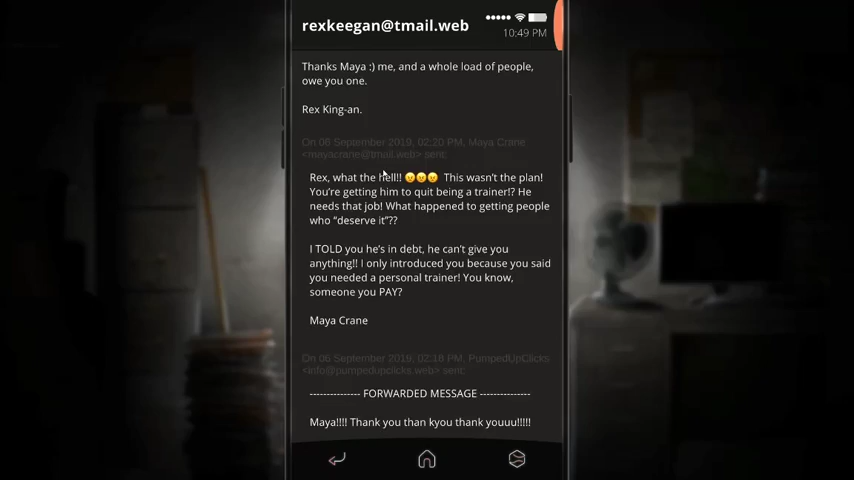 rexkeegan@tmail.web
10:49 PM
Thanks Maya :) me, and a whole load of people,
owe you one.
Rex King-an.
On 06 September 2019, 02:20 PM, Maya Crane
<mayacrane@tmail.web> sent:
Rex, what the hell!! 😠😠😠 This wasn't the plan!
You're getting him to quit being a trainer!? He
needs that job! What happened to getting people
who "deserve it"??
I TOLD you he's in debt, he can't give you
anything!! I only introduced you because you said
you needed a personal trainer! You know,
someone you PAY?
Maya Crane
On 06 September 2019, 02:18 PM, PumpedUpClicks
<info@pumpedupclicks.web> sent:
--------------- FORWARDED MESSAGE ---------------
Maya!!!! Thank you than kyou thank youuu!!!!!